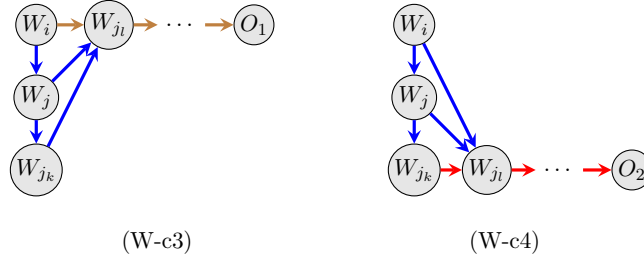 W_i W_{j_l} ··· O_1
W_j
W_{j_k}
(W-c3)
W_i
W_j
W_{j_k} W_{j_l} ··· O_2
(W-c4)